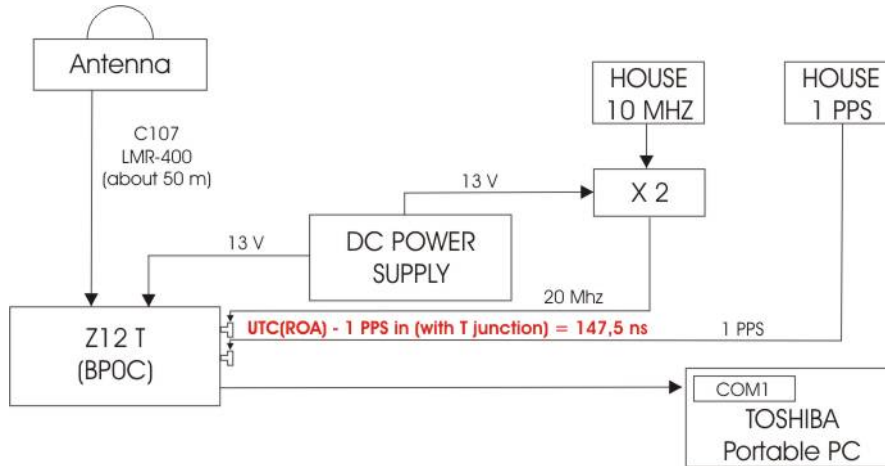 Antenna
HOUSE
10 MHZ
HOUSE
1 PPS
C107
LMR-400
(about 50 m)
13 V
X 2
DC POWER
SUPPLY
13 V
20 Mhz
UTC(ROA) - 1 PPS in (with T junction) = 147,5 ns
1 PPS
Z12 T
(BP0C)
COM1
TOSHIBA
Portable PC